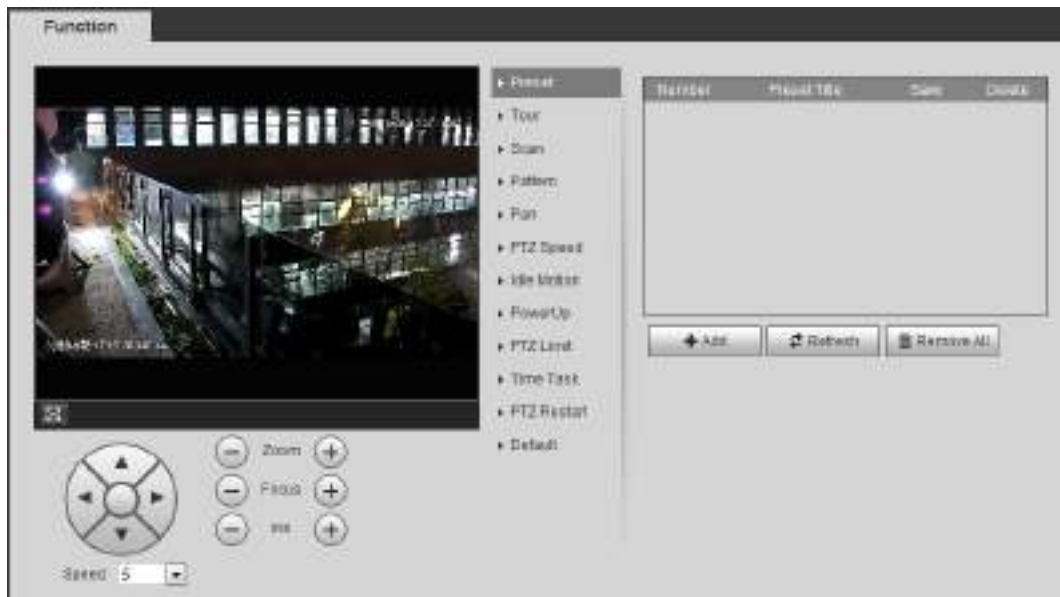 Function
Preset
Number Preset Title Save Delete
Tour
Scan
Pattern
Pan
PTZ Speed
Idle Motion
PowerUp
PTZ Limit
Time Task
PTZ Restart
Default
Add Refresh Remove All
Zoom
Focus
Iris
Speed 5